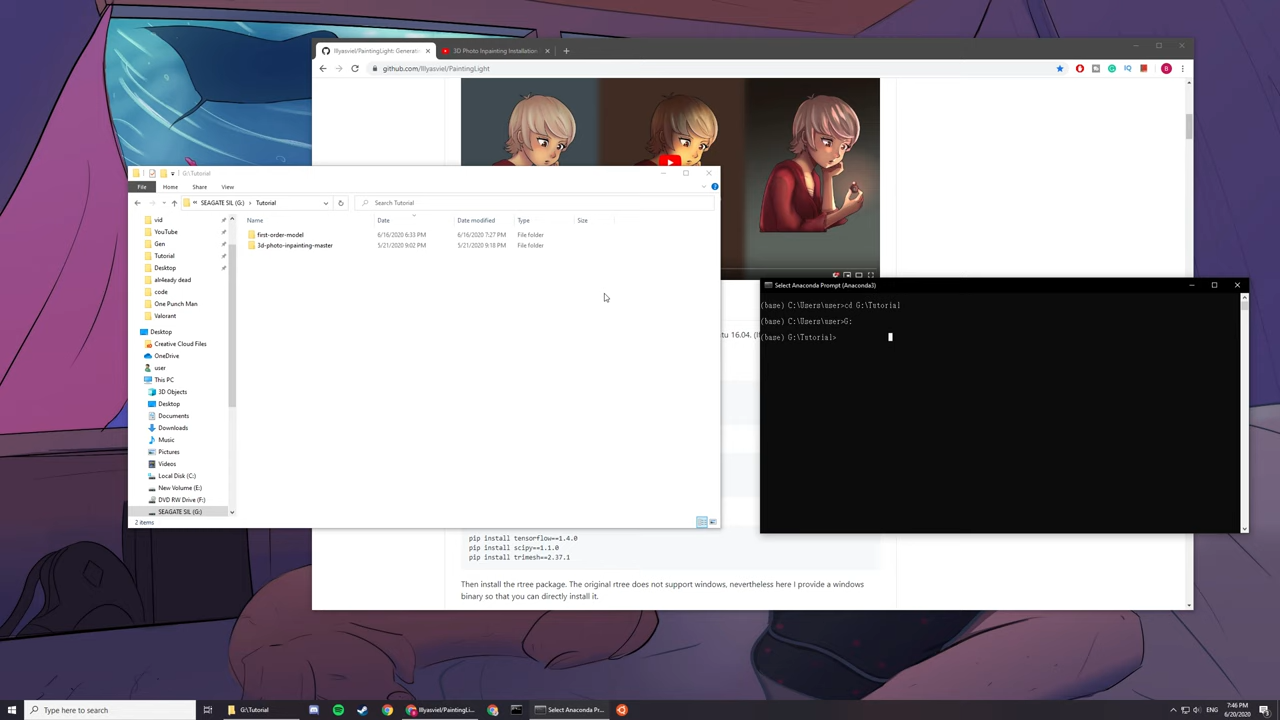 lllyasviel/PaintingLight: Generati
3D Photo Inpainting Installation
github.com/lllyasviel/PaintingLight
G:\Tutorial
File
Home
Share
View
SEAGATE SIL (G:) > Tutorial
Search Tutorial
Name
Date
Date modified
Type
Size
first-order-model
6/16/2020 6:33 PM
6/16/2020 7:27 PM
File folder
3d-photo-inpainting-master
5/21/2020 9:02 PM
5/21/2020 9:18 PM
File folder
vid
YouTube
Gen
Tutorial
Desktop
alr4eady dead
code
One Punch Man
Valorant
Desktop
Creative Cloud Files
OneDrive
user
This PC
3D Objects
Desktop
Documents
Downloads
Music
Pictures
Videos
Local Disk (C:)
New Volume (E:)
DVD RW Drive (F:)
SEAGATE SIL (G:)
2 items
Select Anaconda Prompt (Anaconda3)
(base) C:\Users\user>cd G:\Tutorial
(base) C:\Users\user>G:
(base) G:\Tutorial>
tu 16.04. (I
pip install tensorflow==1.4.0
pip install scipy==1.1.0
pip install trimesh==2.37.1
Then install the rtree package. The original rtree does not support windows, nevertheless here I provide a windows
binary so that you can directly install it.
Type here to search
G:\Tutorial
lllyasviel/PaintingLi...
Select Anaconda Pr...
7:46 PM
6/20/2020